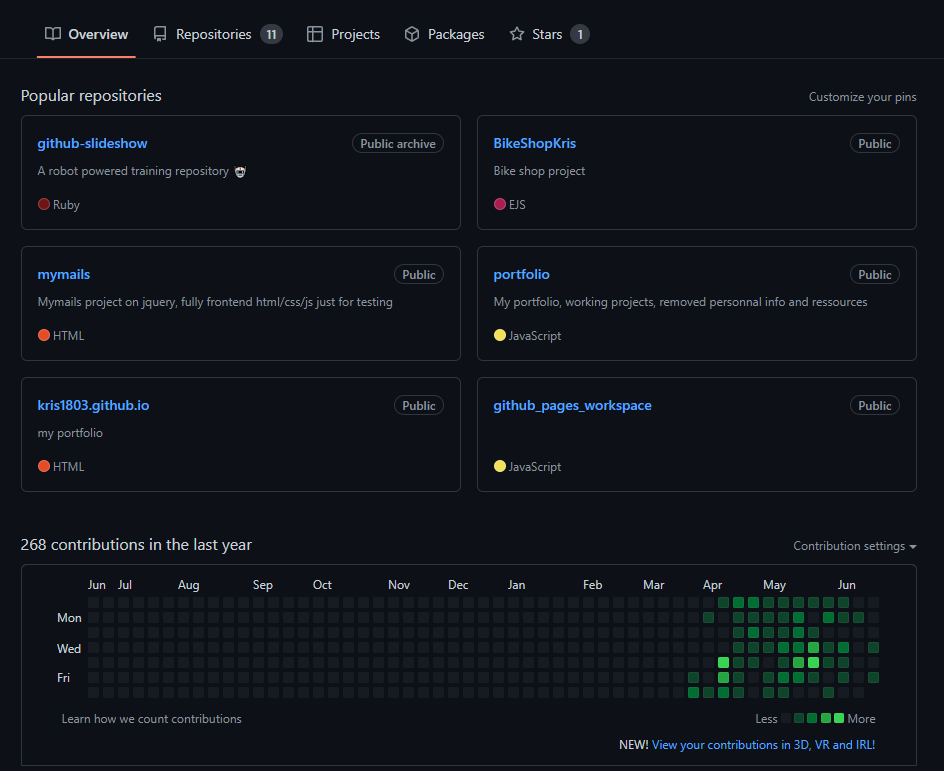 Overview Repositories 11 Projects Packages Stars 1
Popular repositories Customize your pins
github-slideshow Public archive
A robot powered training repository
Ruby
BikeShopKris Public
Bike shop project
EJS
mymails Public
Mymails project on jquery, fully frontend html/css/js just for testing
HTML
portfolio Public
My portfolio, working projects, removed personnal info and ressources
JavaScript
kris1803.github.io Public
my portfolio
HTML
github_pages_workspace Public
JavaScript
268 contributions in the last year Contribution settings
Jun Jul Aug Sep Oct Nov Dec Jan Feb Mar Apr May Jun
Mon
Wed
Fri
Learn how we count contributions Less More
NEW! View your contributions in 3D, VR and IRL!